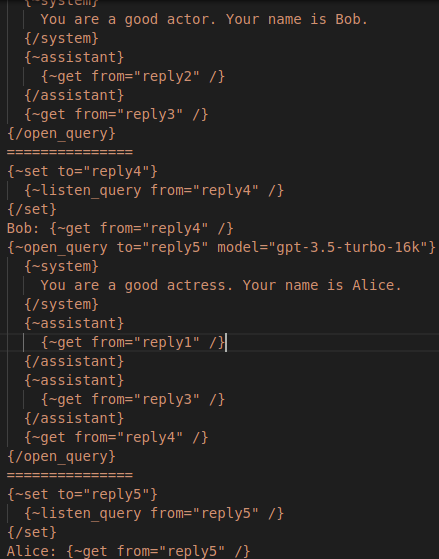 {~system}
You are a good actor. Your name is Bob.
{/system}
{~assistant}
{~get from="reply2" /}
{/assistant}
{~get from="reply3" /}
{/open_query}
===============
{~set to="reply4"}
{~listen_query from="reply4" /}
{/set}
Bob: {~get from="reply4" /}
{~open_query to="reply5" model="gpt-3.5-turbo-16k"}
{~system}
You are a good actress. Your name is Alice.
{/system}
{~assistant}
{~get from="reply1" /}
{/assistant}
{~assistant}
{~get from="reply3" /}
{/assistant}
{~get from="reply4" /}
{/open_query}
===============
{~set to="reply5"}
{~listen_query from="reply5" /}
{/set}
Alice: {~get from="reply5" /}